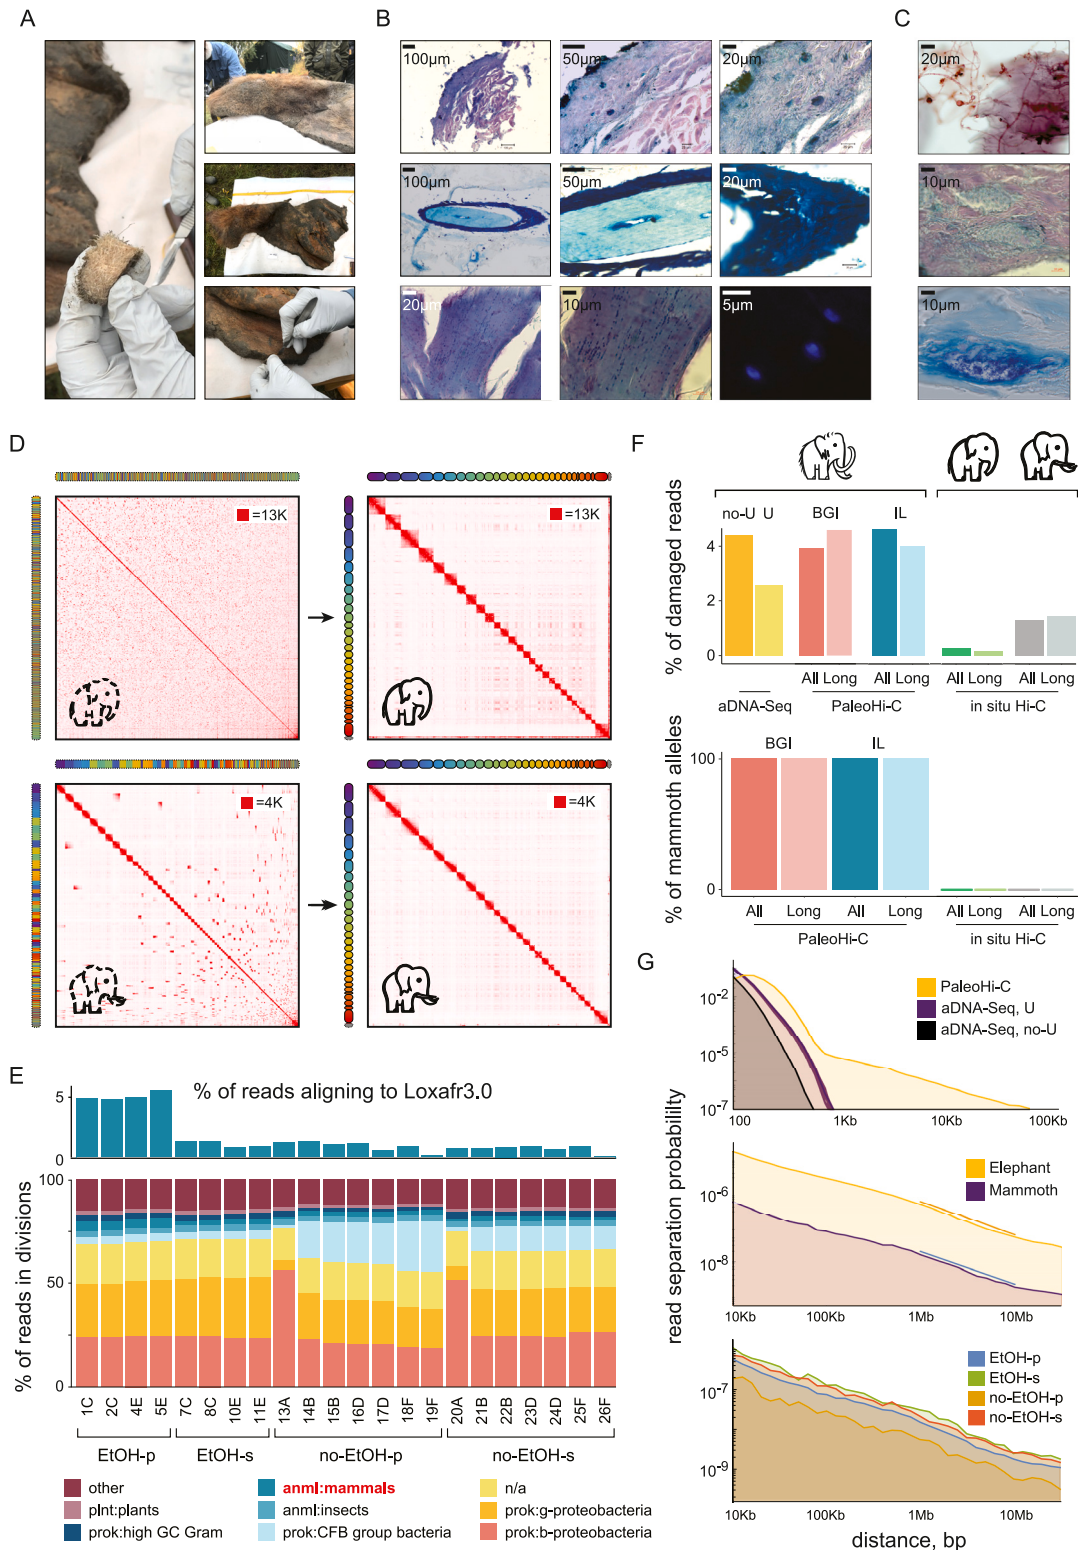 A
B
C
100µm
50µm
20µm
20µm
100µm
50µm
20µm
10µm
20µm
10µm
5µm
10µm
D
=13K
=13K
=4K
=4K
E
% of reads aligning to Loxafr3.0
5
0
% of reads in divisions
100
50
0
1C 2C 4E 5E 7C 8C 10E 11E 13A 14B 15B 16D 17D 18F 19F 20A 21B 22B 23D 24D 25F 26F
EtOH-p EtOH-s no-EtOH-p no-EtOH-s
other
plnt:plants
prok:high GC Gram
anml:mammals
anml:insects
prok:CFB group bacteria
n/a
prok:g-proteobacteria
prok:b-proteobacteria
F
% of damaged reads
no-U U BGI IL
4
2
0
All Long All Long All Long All Long
aDNA-Seq PaleoHi-C in situ Hi-C
% of mammoth alleles
BGI IL
100
0
All Long All Long All Long All Long
PaleoHi-C in situ Hi-C
G
read separation probabililty
PaleoHi-C
aDNA-Seq, U
aDNA-Seq, no-U
10-2
10-5
10-7
100 1Kb 10Kb 100Kb
Elephant
Mammoth
10-6
10-8
10Kb 100Kb 1Mb 10Mb
EtOH-p
EtOH-s
no-EtOH-p
no-EtOH-s
10-7
10-9
10Kb 100Kb 1Mb 10Mb
distance, bp